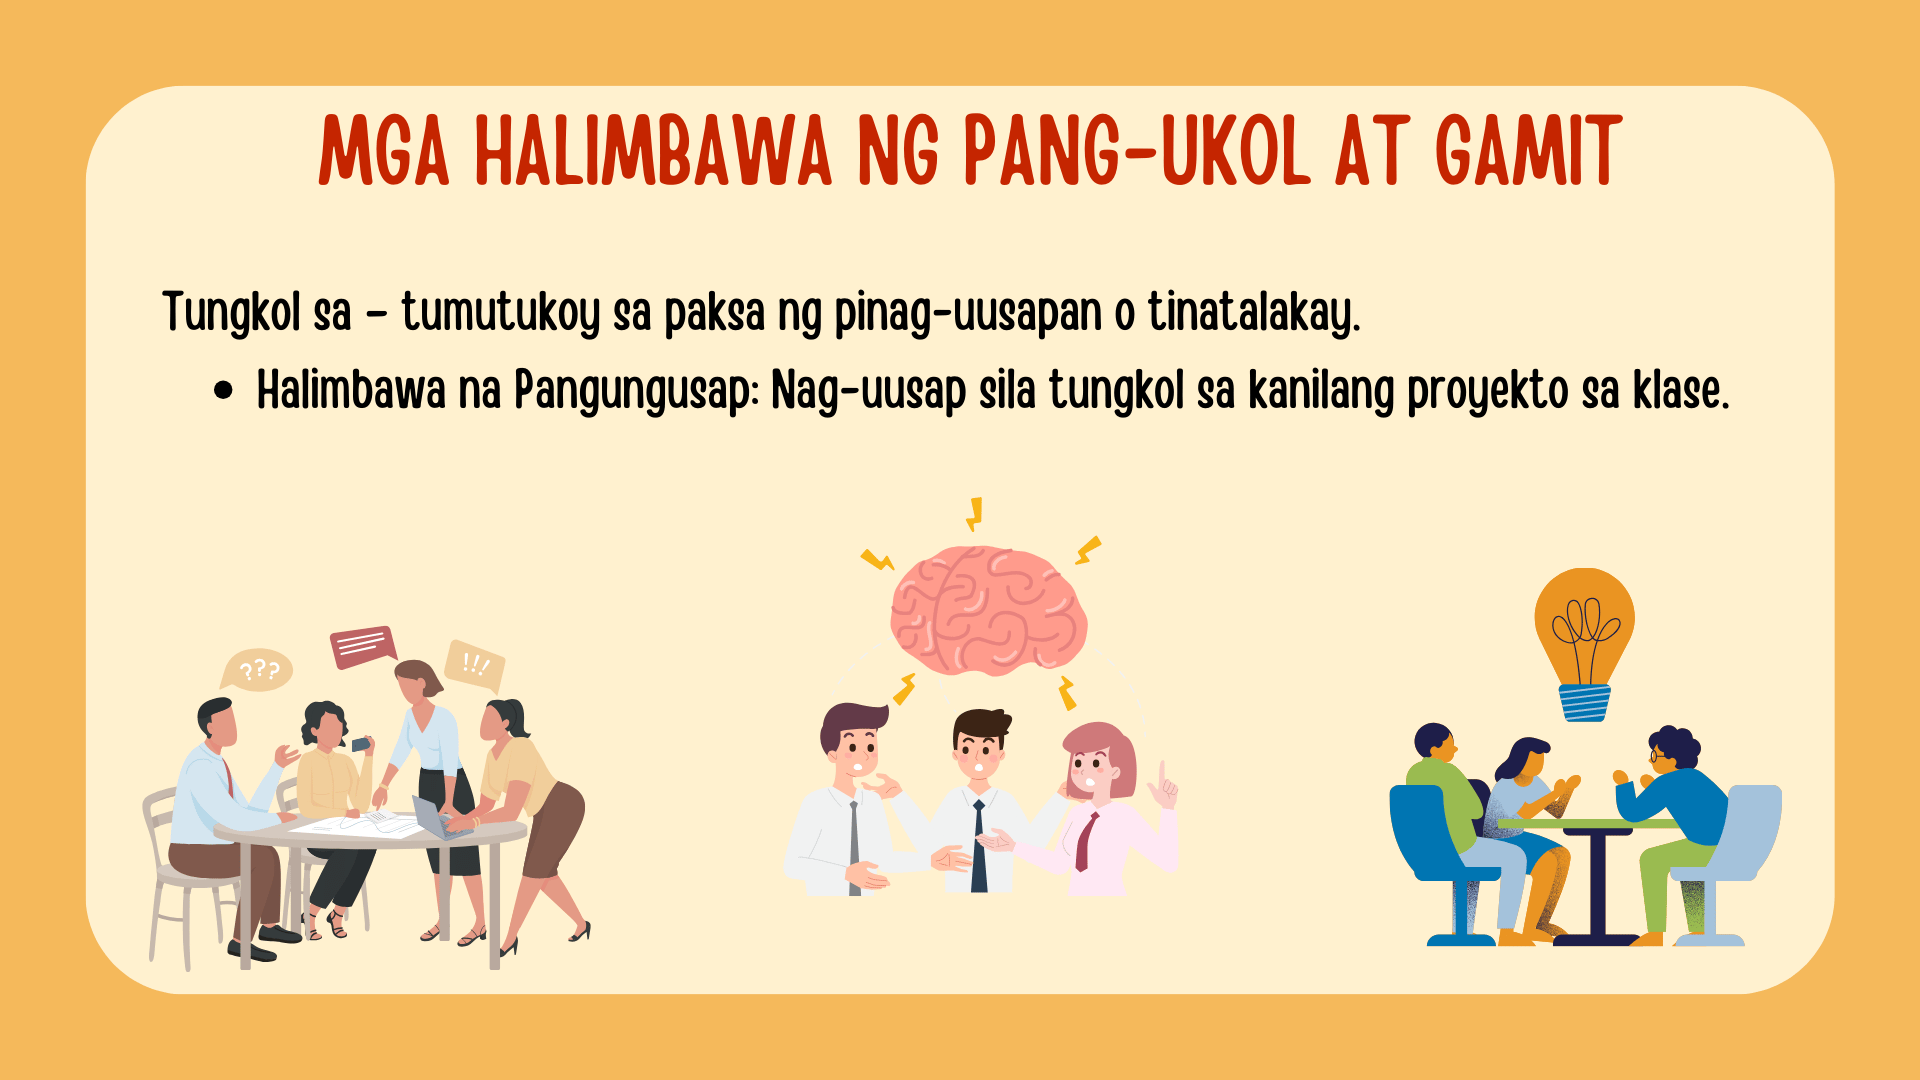 MGA HALIMBAWA NG PANG-UKOL AT GAMIT
Tungkol sa – tumutukoy sa paksa ng pinag-uusapan o tinatalakay.
• Halimbawa na Pangungusap: Nag-uusap sila tungkol sa kanilang proyekto sa klase.
???
!!!